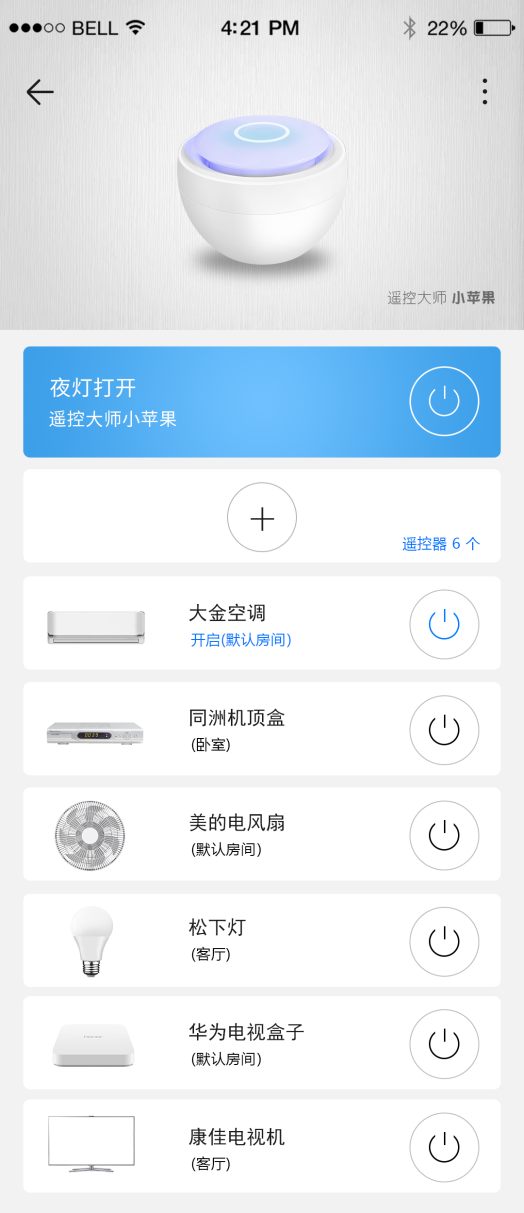 BELL 4:21 PM 22%
遥控大师 小苹果
夜灯打开
遥控大师小苹果
遥控器 6 个
大金空调
开启(默认房间)
同洲机顶盒
(卧室)
美的电风扇
(默认房间)
松下灯
(客厅)
华为电视盒子
(默认房间)
康佳电视机
(客厅)